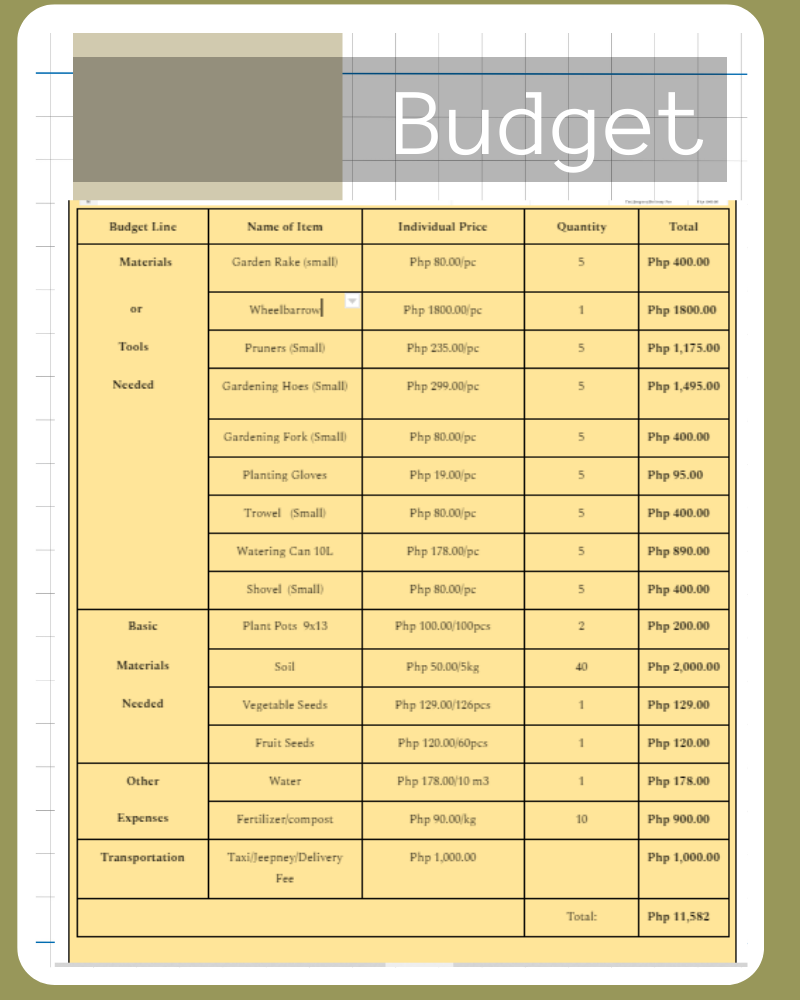 Budget
Budget Line Name of Item Individual Price Quantity Total
Materials Garden Rake (small) Php 80.00/pc 5 Php 400.00
or Wheelbarrow Php 1800.00/pc 1 Php 1800.00
Tools Pruners (Small) Php 235.00/pc 5 Php 1,175.00
Needed Gardening Hoes (Small) Php 299.00/pc 5 Php 1,495.00
Gardening Fork (Small) Php 80.00/pc 5 Php 400.00
Planting Gloves Php 19.00/pc 5 Php 95.00
Trowel (Small) Php 80.00/pc 5 Php 400.00
Watering Can 10L Php 178.00/pc 5 Php 890.00
Shovel (Small) Php 80.00/pc 5 Php 400.00
Basic Plant Pots 9x13 Php 100.00/100pcs 2 Php 200.00
Materials Soil Php 50.00/5kg 40 Php 2,000.00
Needed Vegetable Seeds Php 129.00/126pcs 1 Php 129.00
Fruit Seeds Php 120.00/60pcs 1 Php 120.00
Other Water Php 178.00/10 m3 1 Php 178.00
Expenses Fertilizer/compost Php 90.00/kg 10 Php 900.00
Transportation Taxi/Jeepney/Delivery Php 1,000.00 Php 1,000.00
Fee
Total: Php 11,582